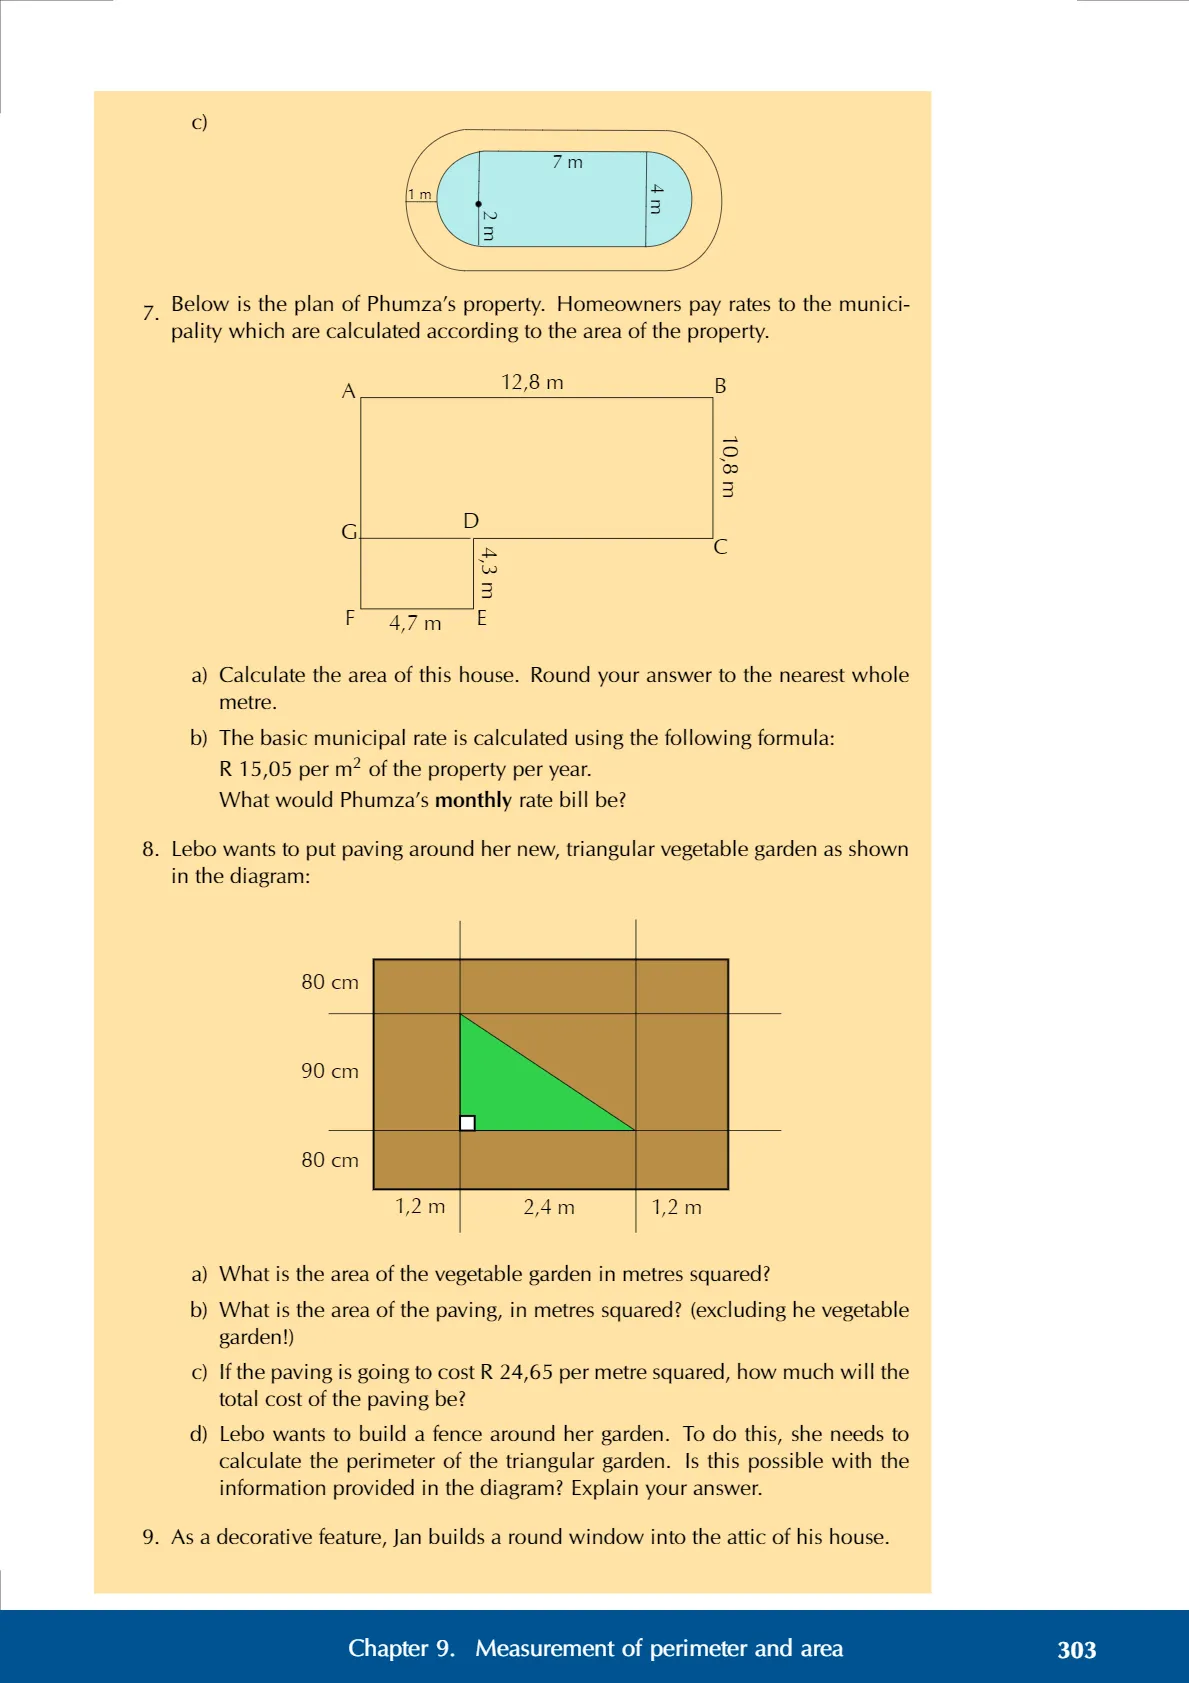 c)
7 m
1 m
4 m
2 m
7. Below is the plan of Phumza’s property. Homeowners pay rates to the munici-
pality which are calculated according to the area of the property.
12,8 m
A
B
10,8 m
D
G
C
4,3 m
F
4,7 m
E
a) Calculate the area of this house. Round your answer to the nearest whole
metre.
b) The basic municipal rate is calculated using the following formula:
R 15,05 per m² of the property per year.
What would Phumza’s monthly rate bill be?
8. Lebo wants to put paving around her new, triangular vegetable garden as shown
in the diagram:
80 cm
90 cm
80 cm
1,2 m 2,4 m 1,2 m
a) What is the area of the vegetable garden in metres squared?
b) What is the area of the paving, in metres squared? (excluding he vegetable
garden!)
c) If the paving is going to cost R 24,65 per metre squared, how much will the
total cost of the paving be?
d) Lebo wants to build a fence around her garden. To do this, she needs to
calculate the perimeter of the triangular garden. Is this possible with the
information provided in the diagram? Explain your answer.
9. As a decorative feature, Jan builds a round window into the attic of his house.
Chapter 9. Measurement of perimeter and area 303